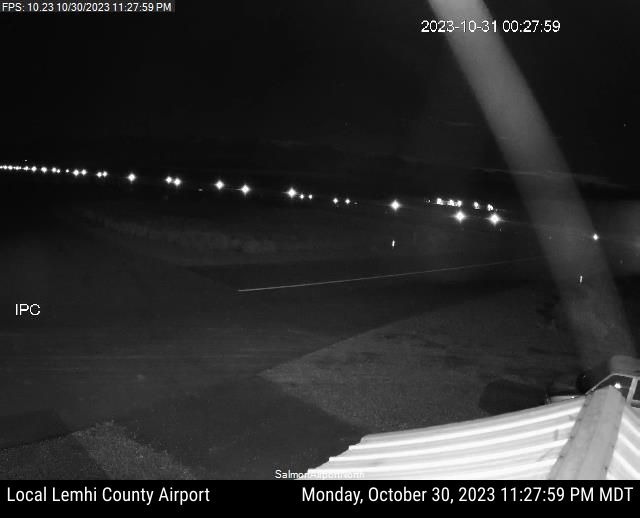 FPS: 10.23 10/30/2023 11:27:59 PM
2023-10-31 00:27:59
IPC
Local Lemhi County Airport
Monday, October 30, 2023 11:27:59 PM MDT